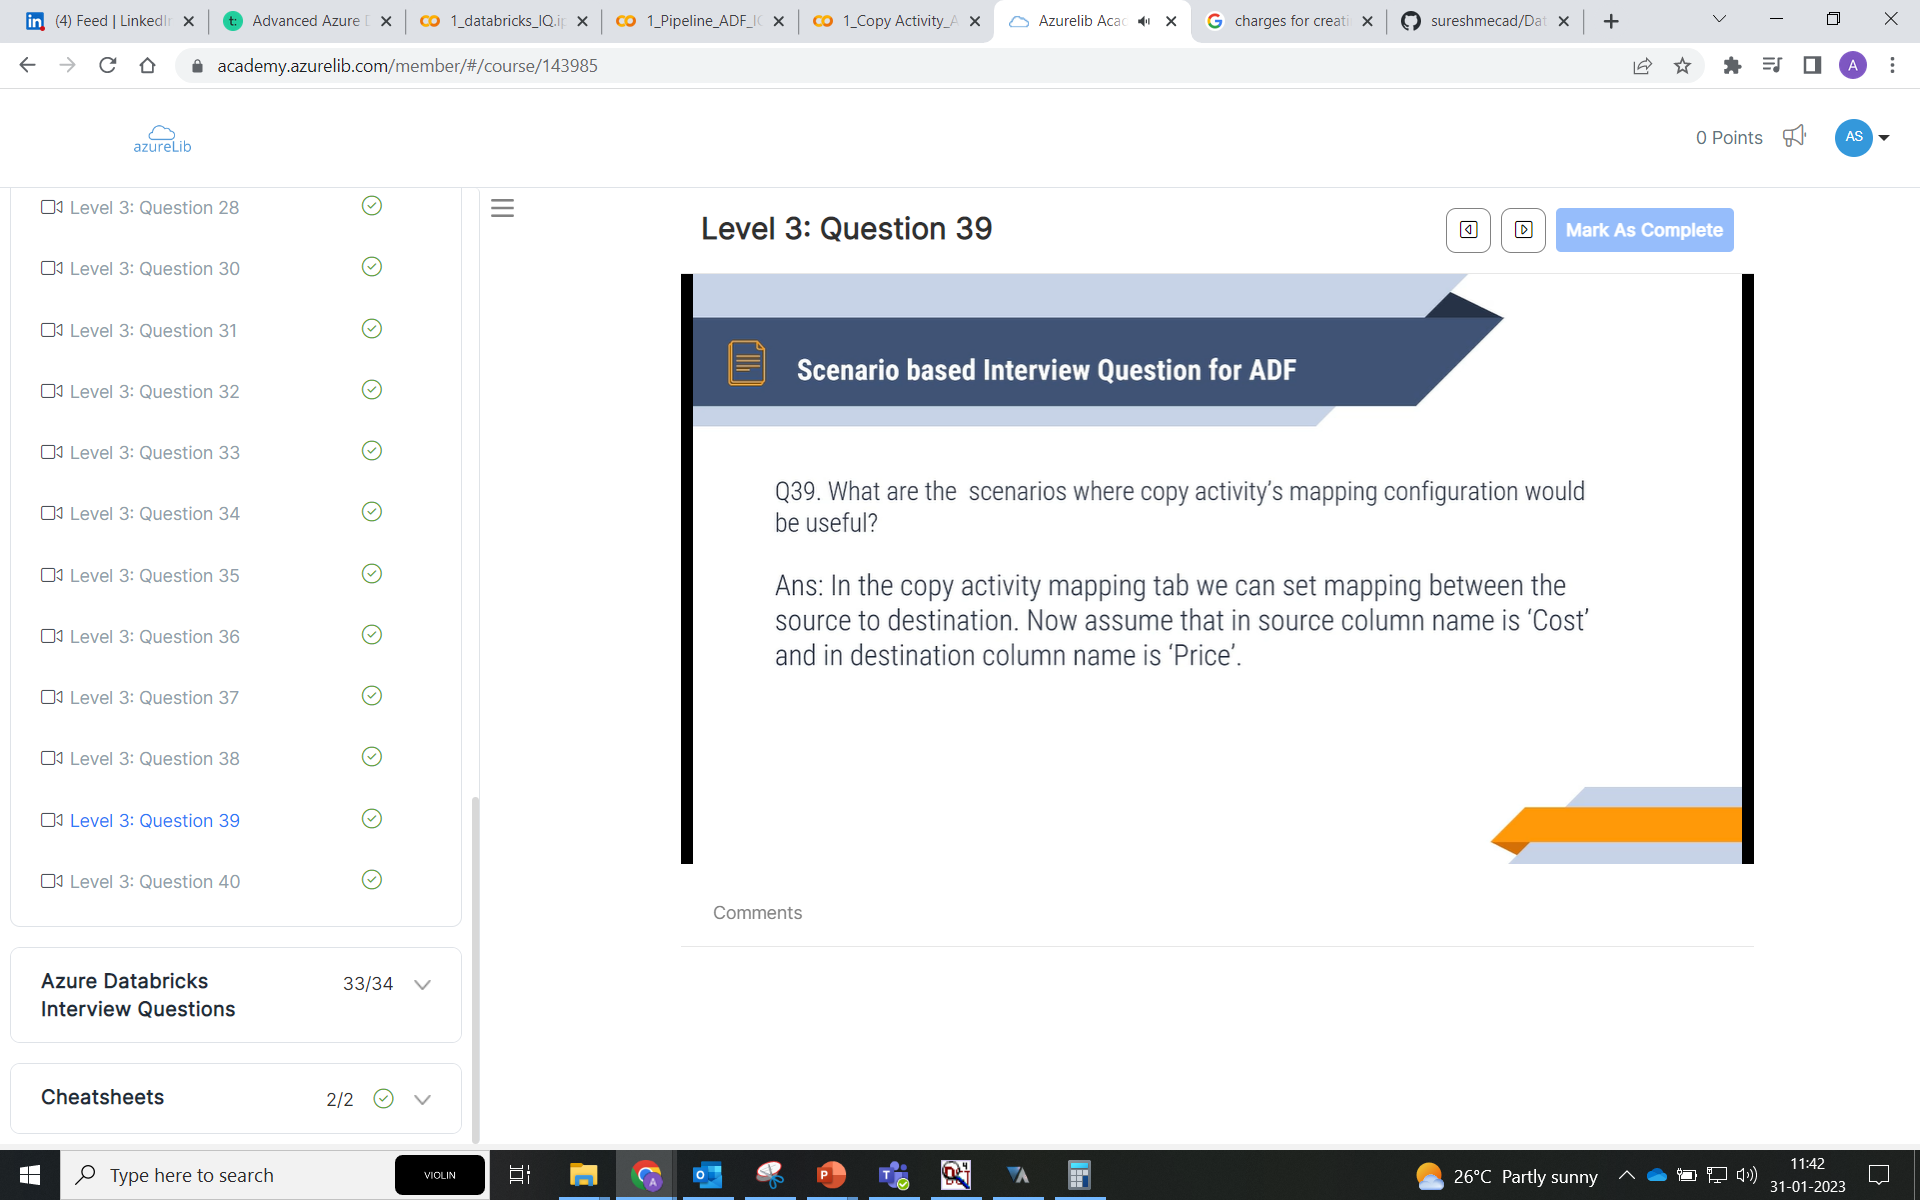 (4) Feed | LinkedIn
Advanced Azure D
1_databricks_IQ.ip
1_Pipeline_ADF_IQ
1_Copy Activity_A
Azurelib Acad
charges for creati
sureshmecad/Dat
academy.azurelib.com/member/#/course/143985
A
azureLib
0 Points
AS
Level 3: Question 28
Level 3: Question 30
Level 3: Question 31
Level 3: Question 32
Level 3: Question 33
Level 3: Question 34
Level 3: Question 35
Level 3: Question 36
Level 3: Question 37
Level 3: Question 38
Level 3: Question 39
Level 3: Question 40
Azure Databricks
Interview Questions
33/34
Cheatsheets
2/2
Level 3: Question 39
Mark As Complete
Scenario based Interview Question for ADF
Q39. What are the  scenarios where copy activity’s mapping configuration would
be useful?
Ans: In the copy activity mapping tab we can set mapping between the
source to destination. Now assume that in source column name is ‘Cost’
and in destination column name is ‘Price’.
Comments
Type here to search
VIOLIN
26°C Partly sunny
11:42
31-01-2023